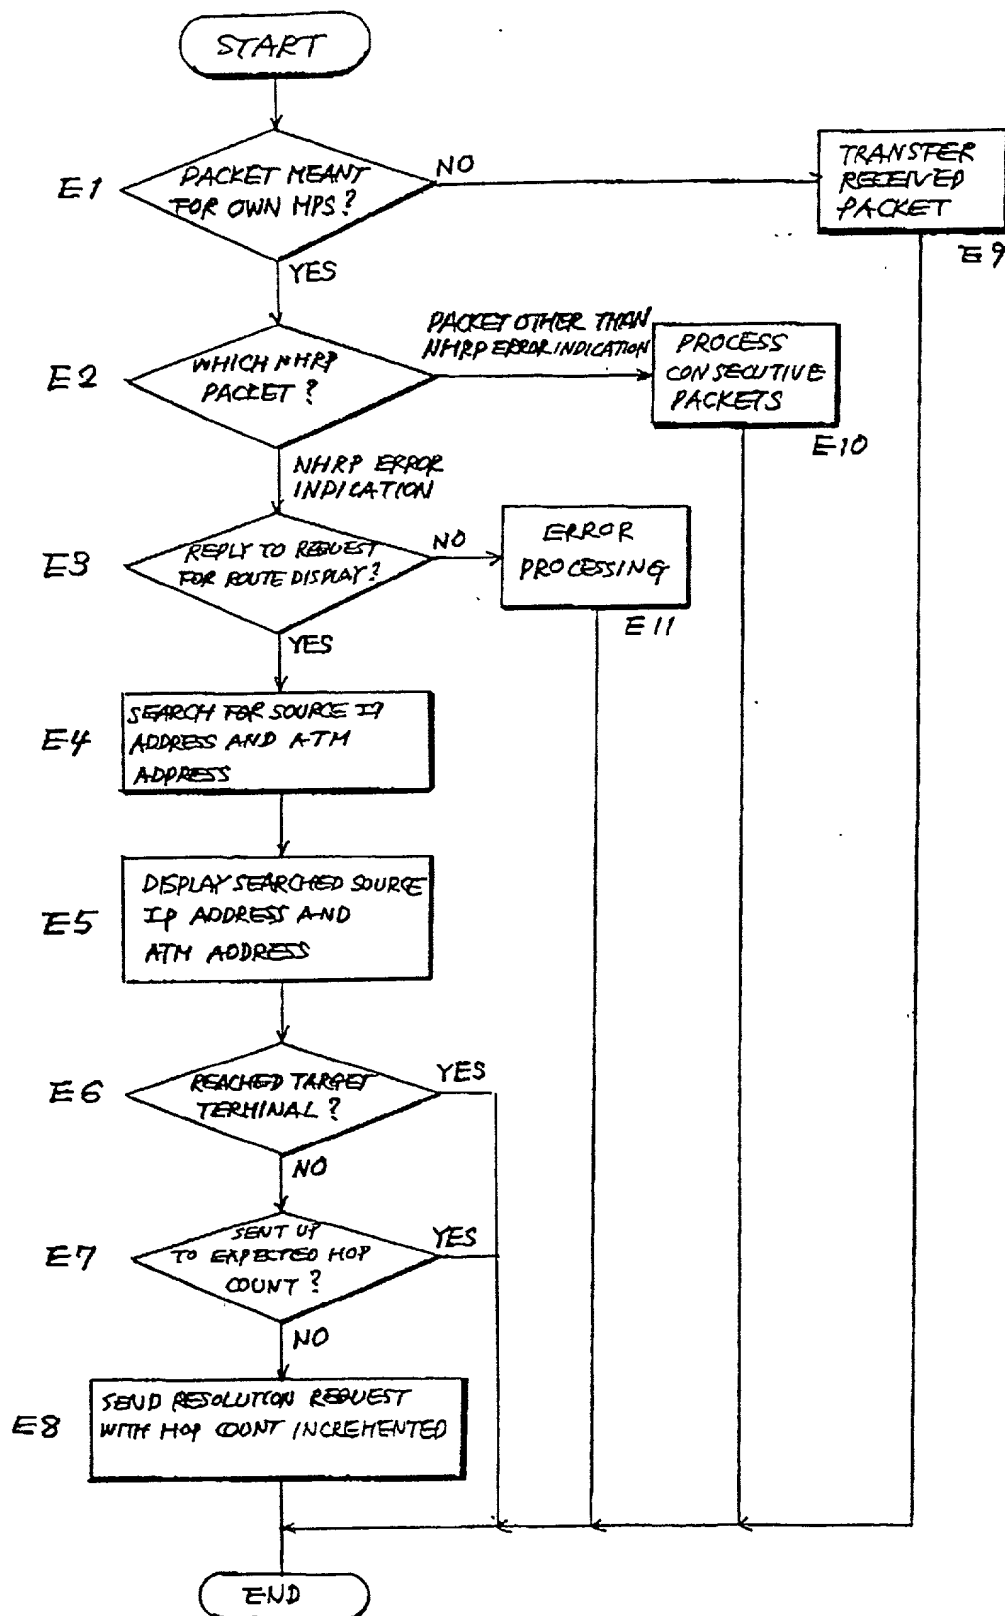 START
E1
PACKET MEANT
FOR OWN MPS?
NO
TRANSFER
RECEIVED
PACKET
E9
YES
E2
WHICH NHRP
PACKET?
PACKET OTHER THAN
NHRP ERROR INDICATION
PROCESS
CONSECUTIVE
PACKETS
E10
NHRP ERROR
INDICATION
E3
REPLY TO REQUEST
FOR ROUTE DISPLAY?
NO
ERROR
PROCESSING
E11
YES
E4
SEARCH FOR SOURCE IP
ADDRESS AND ATM
ADDRESS
E5
DISPLAY SEARCHED SOURCE
IP ADDRESS AND
ATM ADDRESS
E6
REACHED TARGET
TERMINAL?
YES
NO
E7
SENT UP
TO EXPECTED HOP
COUNT?
YES
NO
E8
SEND RESOLUTION REQUEST
WITH HOP COUNT INCREMENTED
END